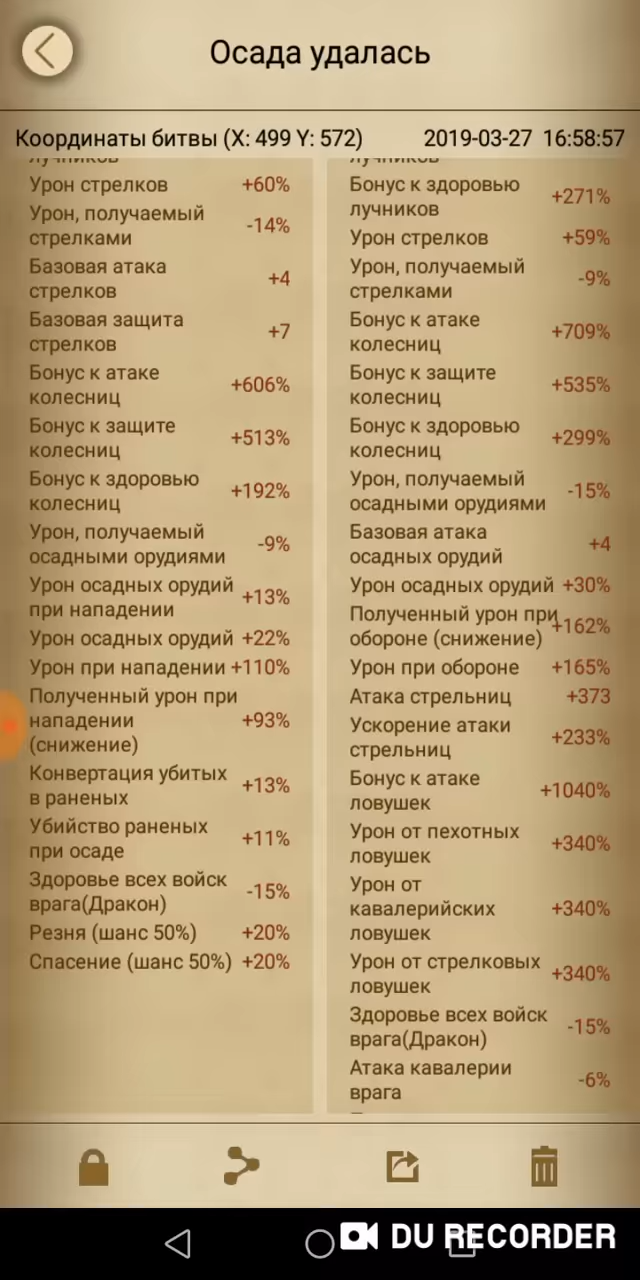 Осада удалась
Координаты битвы (X: 499 Y: 572) 2019-03-27 16:58:57
лучников
Урон стрелков +60%
Урон, получаемый
стрелками -14%
Базовая атака
стрелков +4
Базовая защита
стрелков +7
Бонус к атаке
колесниц +606%
Бонус к защите
колесниц +513%
Бонус к здоровью
колесниц +192%
Урон, получаемый
осадными орудиями -9%
Урон осадных орудий
при нападении +13%
Урон осадных орудий +22%
Урон при нападении +110%
Полученный урон при
нападении +93%
(снижение)
Конвертация убитых
в раненых +13%
Убийство раненых
при осаде +11%
Здоровье всех войск
врага(Дракон) -15%
Резня (шанс 50%) +20%
Спасение (шанс 50%) +20%
лучников
Бонус к здоровью
лучников +271%
Урон стрелков +59%
Урон, получаемый
стрелками -9%
Бонус к атаке
колесниц +709%
Бонус к защите
колесниц +535%
Бонус к здоровью
колесниц +299%
Урон, получаемый
осадными орудиями -15%
Базовая атака
осадных орудий +4
Урон осадных орудий +30%
Полученный урон при
обороне (снижение) +162%
Урон при обороне +165%
Атака стрельниц +373
Ускорение атаки
стрельниц +233%
Бонус к атаке
ловушек +1040%
Урон от пехотных
ловушек +340%
Урон от
кавалерийских +340%
ловушек
Урон от стрелковых
ловушек +340%
Здоровье всех войск
врага(Дракон) -15%
Атака кавалерии
врага -6%
DU RECORDER